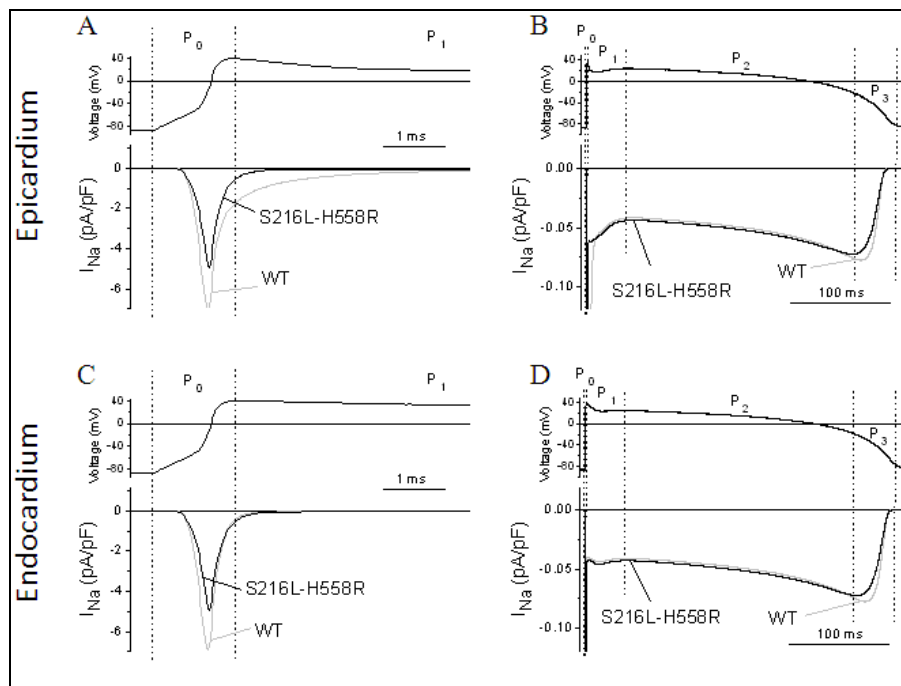 Epicardium
A
P0
P1
40
0
-40
-80
Voltage (mV)
1 ms
0
-2
-4
-6
INa (pA/pF)
S216L-H558R
WT
B
P0
P1
P2
P3
40
0
-40
-80
Voltage (mV)
0.00
-0.05
-0.10
INa (pA/pF)
WT
S216L-H558R
100 ms
Endocardium
C
P0
P1
40
0
-40
-80
Voltage (mV)
1 ms
0
-2
-4
-6
INa (pA/pF)
S216L-H558R
WT
D
P0
P1
P2
P3
40
0
-40
-80
Voltage (mV)
0.00
-0.05
-0.10
INa (pA/pF)
S216L-H558R
WT
100 ms